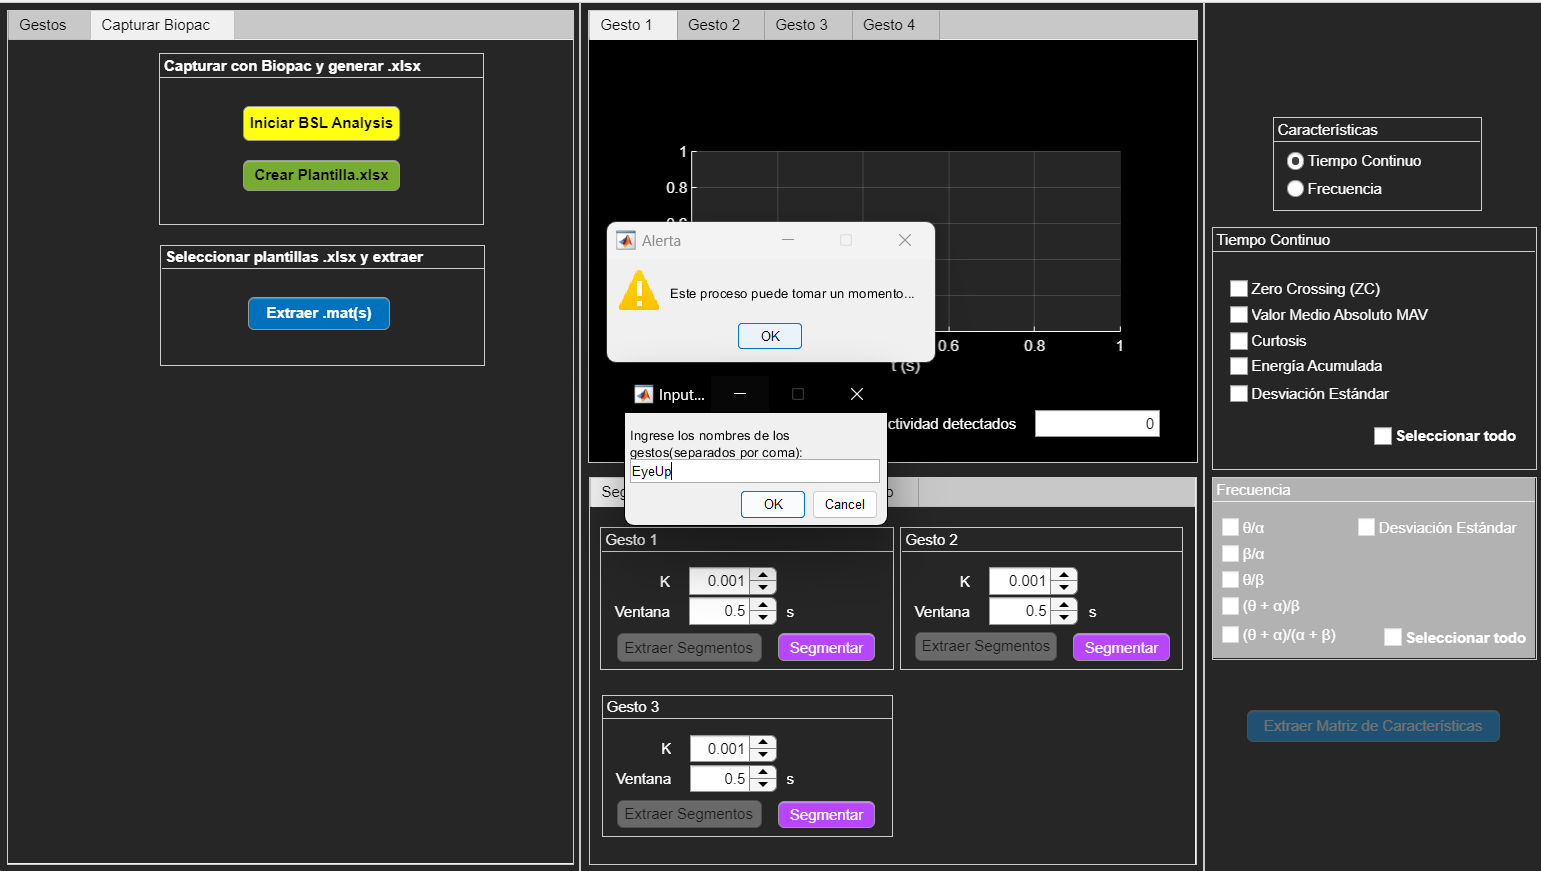 Gestos
Capturar Biopac
Capturar con Biopac y generar .xlsx
Iniciar BSL Analysis
Crear Plantilla.xlsx
Seleccionar plantillas .xlsx y extraer
Extraer .mat(s)
Gesto 1
Gesto 2
Gesto 3
Gesto 4
1
0.8
0.6
0.6
0.8
1
t (s)
Alerta
Este proceso puede tomar un momento...
OK
Input...
Ingrese los nombres de los
gestos(separados por coma):
EyeUp
OK
Cancel
ctividad detectados
0
Seg
o
Gesto 1
K
0.001
Ventana
0.5
s
Extraer Segmentos
Segmentar
Gesto 2
K
0.001
Ventana
0.5
s
Extraer Segmentos
Segmentar
Gesto 3
K
0.001
Ventana
0.5
s
Extraer Segmentos
Segmentar
Características
Tiempo Continuo
Frecuencia
Tiempo Continuo
Zero Crossing (ZC)
Valor Medio Absoluto MAV
Curtosis
Energía Acumulada
Desviación Estándar
Seleccionar todo
Frecuencia
θ/α
Desviación Estándar
β/α
θ/β
(θ + α)/β
(θ + α)/(α + β)
Seleccionar todo
Extraer Matriz de Características